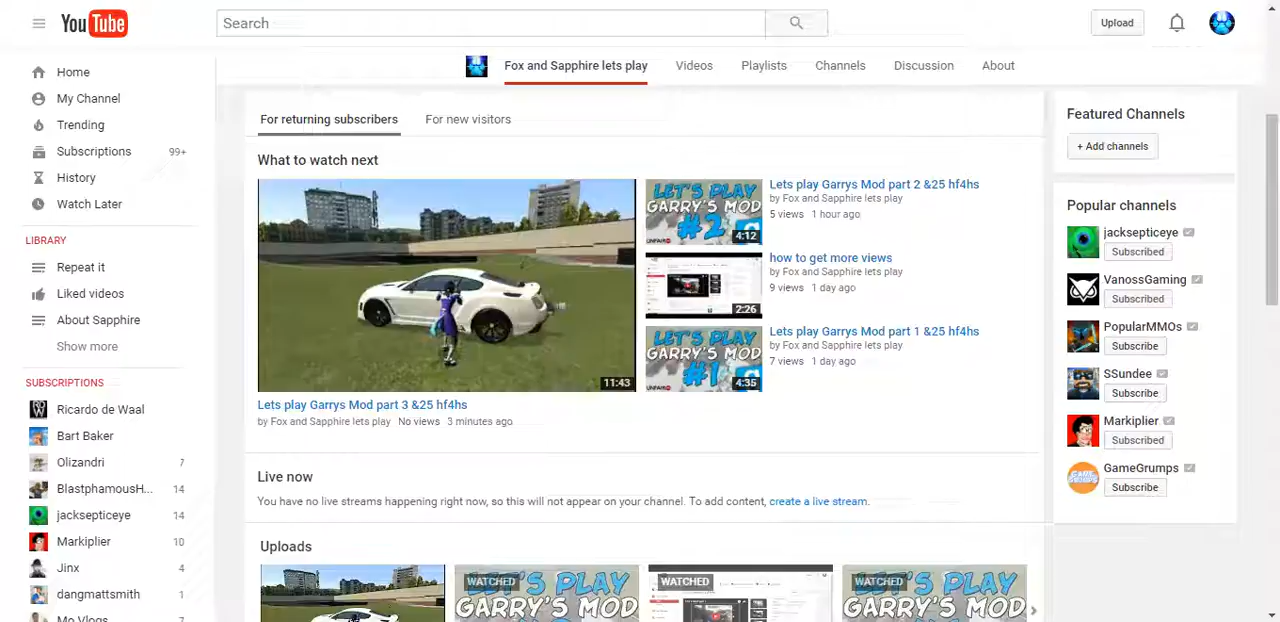 YouTube
Search
Upload
Home
My Channel
Trending
Subscriptions 99+
History
Watch Later
LIBRARY
Repeat it
Liked videos
About Sapphire
Show more
SUBSCRIPTIONS
Ricardo de Waal
Bart Baker
Olizandri 7
BlastphamousH... 14
jacksepticeye 14
Markiplier 10
Jinx 4
dangmattsmith 1
Mo Vlogs 7
Fox and Sapphire lets play Videos Playlists Channels Discussion About
For returning subscribers For new visitors
What to watch next
11:43
Lets play Garrys Mod part 3 &25 hf4hs
by Fox and Sapphire lets play No views 3 minutes ago
LET'S PLAY
GARRY'S MOD
#2
4:12
Lets play Garrys Mod part 2 &25 hf4hs
by Fox and Sapphire lets play
5 views 1 hour ago
2:26
how to get more views
by Fox and Sapphire lets play
9 views 1 day ago
LET'S PLAY
GARRY'S MOD
#1
4:35
Lets play Garrys Mod part 1 &25 hf4hs
by Fox and Sapphire lets play
7 views 1 day ago
Live now
You have no live streams happening right now, so this will not appear on your channel. To add content, create a live stream.
Uploads
WATCHED
LET'S PLAY
GARRY'S MOD
WATCHED
WATCHED
LET'S PLAY
GARRY'S MOD
Featured Channels
+ Add channels
Popular channels
jacksepticeye
Subscribed
VanossGaming
Subscribed
PopularMMOs
Subscribe
SSundee
Subscribe
Markiplier
Subscribed
GameGrumps
Subscribe